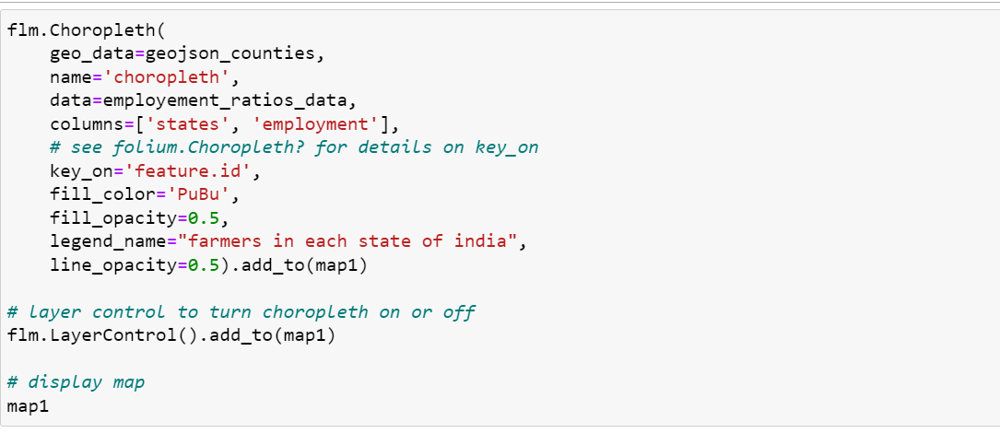 flm.Choropleth(
    geo_data=geojson_counties,
    name='choropleth',
    data=employement_ratios_data,
    columns=['states', 'employment'],
    # see folium.Choropleth? for details on key_on
    key_on='feature.id',
    fill_color='PuBu',
    fill_opacity=0.5,
    legend_name="farmers in each state of india",
    line_opacity=0.5).add_to(map1)

# layer control to turn choropleth on or off
flm.LayerControl().add_to(map1)

# display map
map1